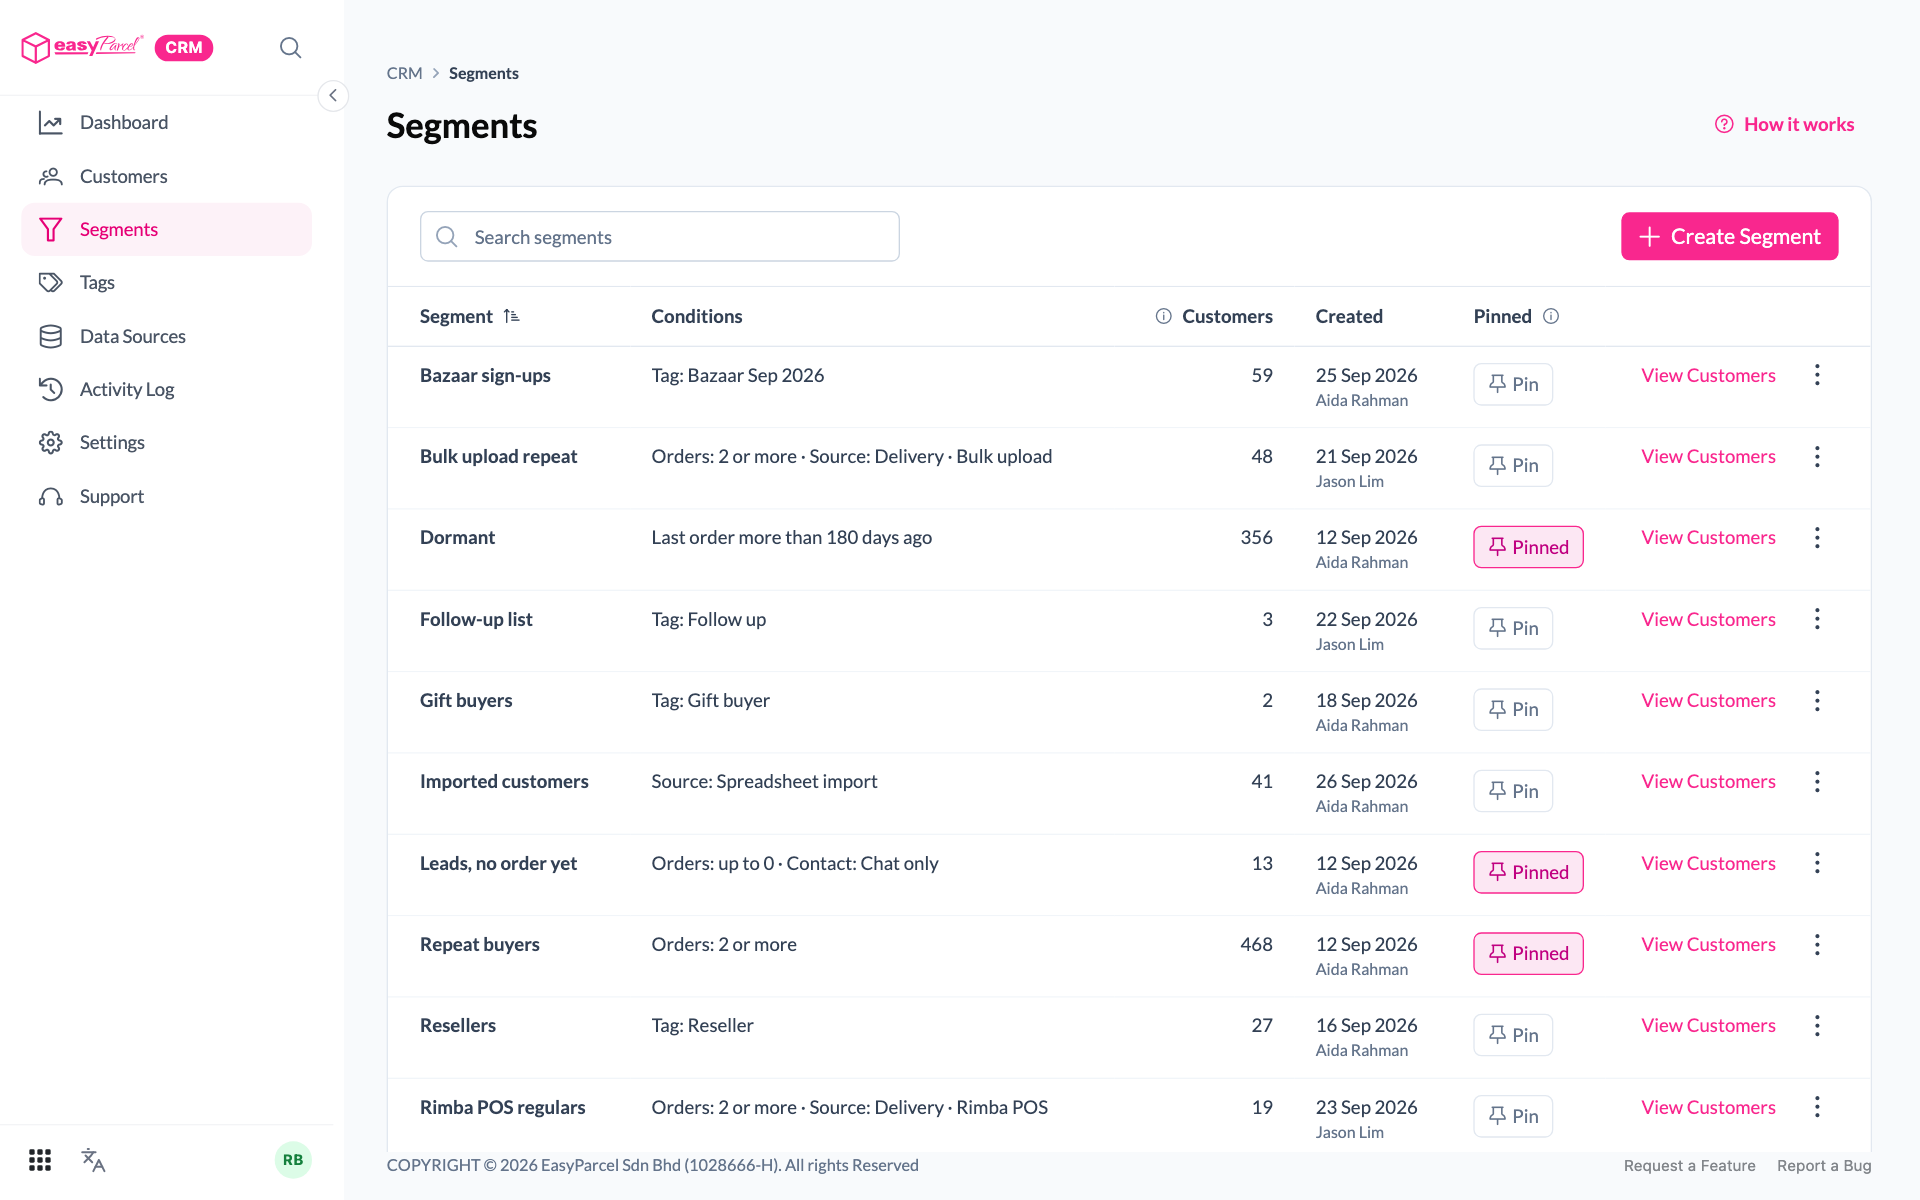 easyParcel CRM
Dashboard
Customers
Segments
Tags
Data Sources
Activity Log
Settings
Support
RB
CRM > Segments
Segments
How it works
Search segments
Create Segment
Segment Conditions Customers Created Pinned
Bazaar sign-ups Tag: Bazaar Sep 2026 59 25 Sep 2026 Pin View Customers
Aida Rahman
Bulk upload repeat Orders: 2 or more · Source: Delivery · Bulk upload 48 21 Sep 2026 Pin View Customers
Jason Lim
Dormant Last order more than 180 days ago 356 12 Sep 2026 Pinned View Customers
Aida Rahman
Follow-up list Tag: Follow up 3 22 Sep 2026 Pin View Customers
Jason Lim
Gift buyers Tag: Gift buyer 2 18 Sep 2026 Pin View Customers
Aida Rahman
Imported customers Source: Spreadsheet import 41 26 Sep 2026 Pin View Customers
Aida Rahman
Leads, no order yet Orders: up to 0 · Contact: Chat only 13 12 Sep 2026 Pinned View Customers
Aida Rahman
Repeat buyers Orders: 2 or more 468 12 Sep 2026 Pinned View Customers
Aida Rahman
Resellers Tag: Reseller 27 16 Sep 2026 Pin View Customers
Aida Rahman
Rimba POS regulars Orders: 2 or more · Source: Delivery · Rimba POS 19 23 Sep 2026 Pin View Customers
Jason Lim
COPYRIGHT © 2026 EasyParcel Sdn Bhd (1028666-H). All rights Reserved
Request a Feature Report a Bug